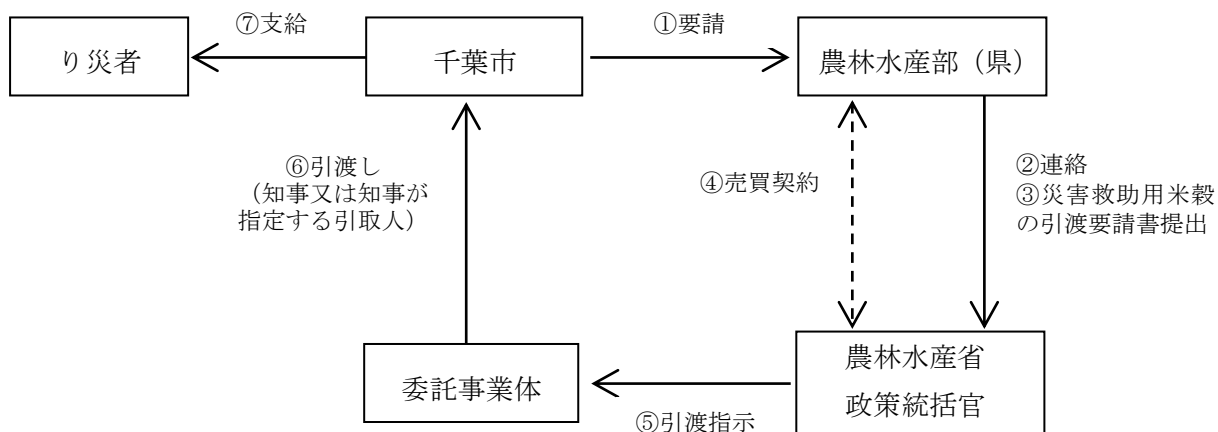 ⑦支給
①要請
り災者
千葉市
農林水産部（県）
⑥引渡し
（知事又は知事が
指定する引取人）
④売買契約
②連絡
③災害救助用米穀
の引渡要請書提出
委託事業体
農林水産省
政策統括官
⑤引渡指示